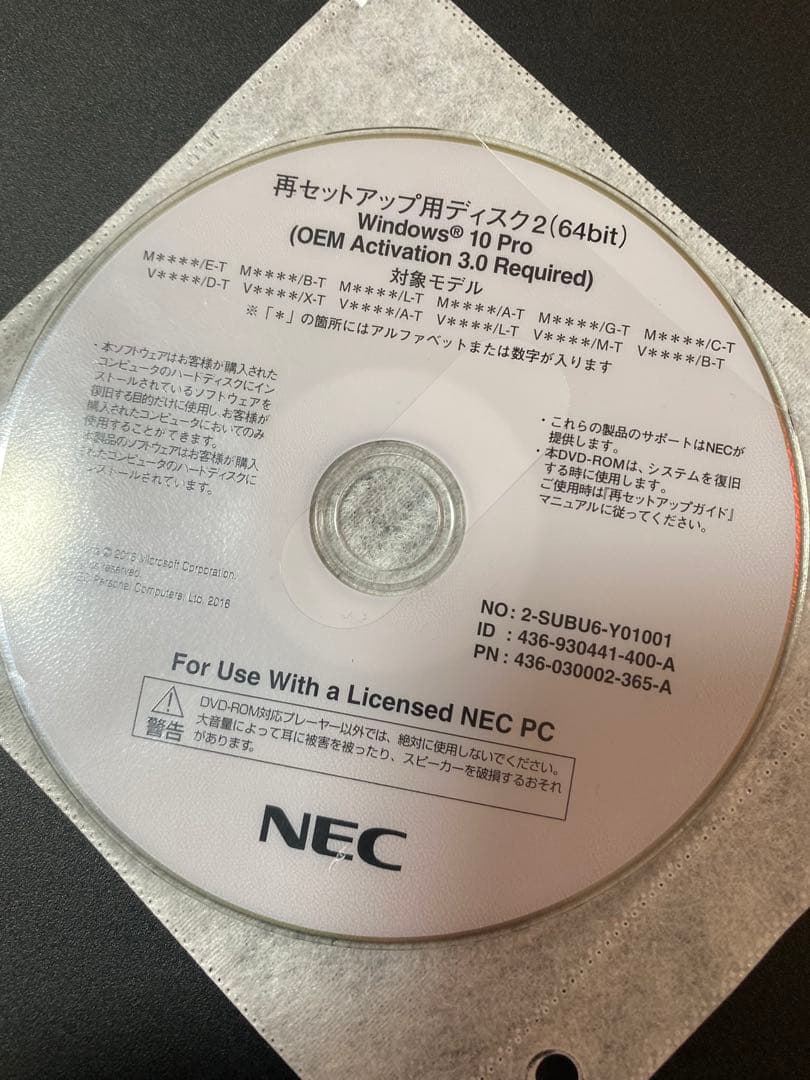 再セットアップ用ディスク2(64bit)
Windows® 10 Pro
(OEM Activation 3.0 Required)
対象モデル
M****/E-T M****/B-T M****/L-T M****/A-T M****/G-T M****/C-T
V****/D-T V****/X-T V****/A-T V****/L-T V****/M-T V****/B-T
※「*」の箇所にはアルファベットまたは数字が入ります
・本ソフトウェアはお客様が購入された
コンピュータのハードディスクにイン
ストールされているソフトウェアを
復旧する目的だけに使用し、お客様が
購入されたコンピュータにおいてのみ
使用することができます。
本製品のソフトウェアはお客様が購入
されたコンピュータのハードディスクに
ンストールされています。
・これらの製品のサポートはNECが
提供します。
・本DVD-ROMは、システムを復旧
する時に使用します。
ご使用時は『再セットアップガイド』
マニュアルに従ってください。
© 2016 Microsoft Corporation.
reserved.
Personal Computers, Ltd. 2016
NO: 2-SUBU6-Y01001
ID : 436-930441-400-A
PN : 436-030002-365-A
For Use With a Licensed NEC PC
警告
DVD-ROM対応プレーヤー以外では、絶対に使用しないでください。
大音量によって耳に被害を被ったり、スピーカーを破損するおそれ
があります。
NEC